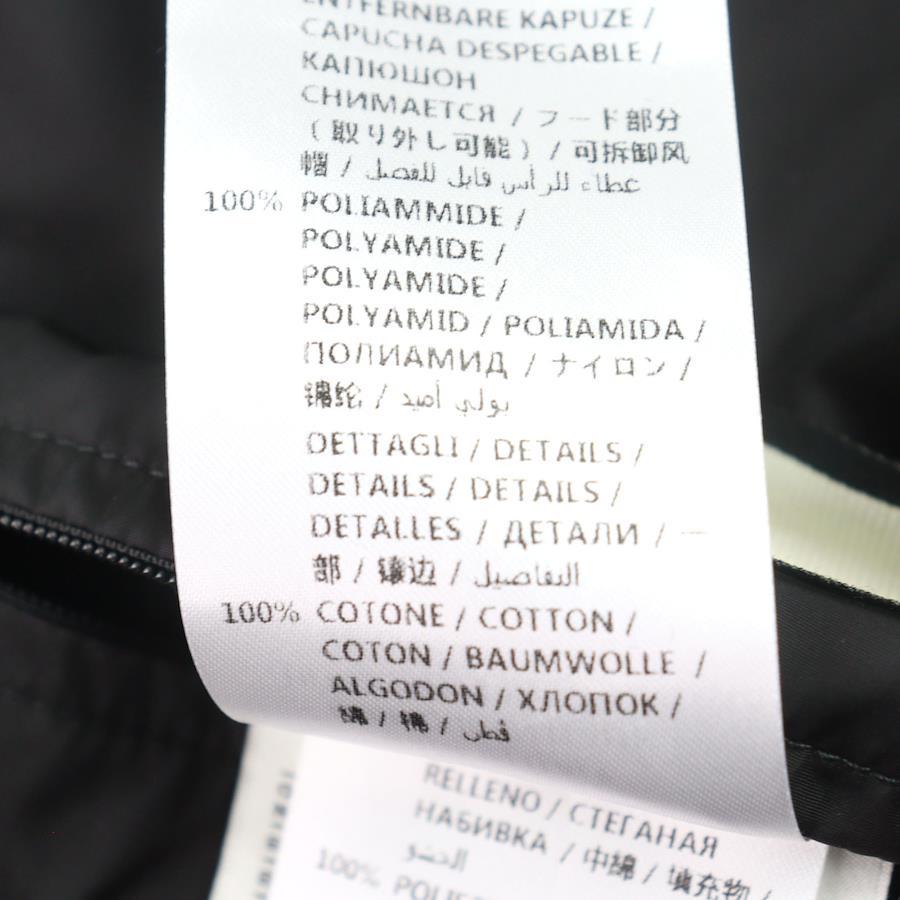 ENTFERNBARE KAPUZE /
CAPUCHA DESPEGABLE /
КАПЮШОН
СНИМАЕТСЯ / フード部分
(取り外し可能) / 可拆卸风
帽 / غطاء للرأس قابل للفصل
100% POLIAMMIDE /
POLYAMIDE /
POLYAMIDE /
POLYAMID / POLIAMIDA /
ПОЛИАМИД / ナイロン /
锦纶 / بولي أميد
DETTAGLI / DETAILS /
DETAILS / DETAILS /
DETALLES / ДЕТАЛИ / 一
部 / 镶边 / التفاصيل
100% COTONE / COTTON /
COTON / BAUMWOLLE /
ALGODON / ХЛОПОК /
綿 / 棉 / قطن
RELLENO / СТЕГАНАЯ
НАБИВКА / 中綿 / 填充物 /
الحشو
100%